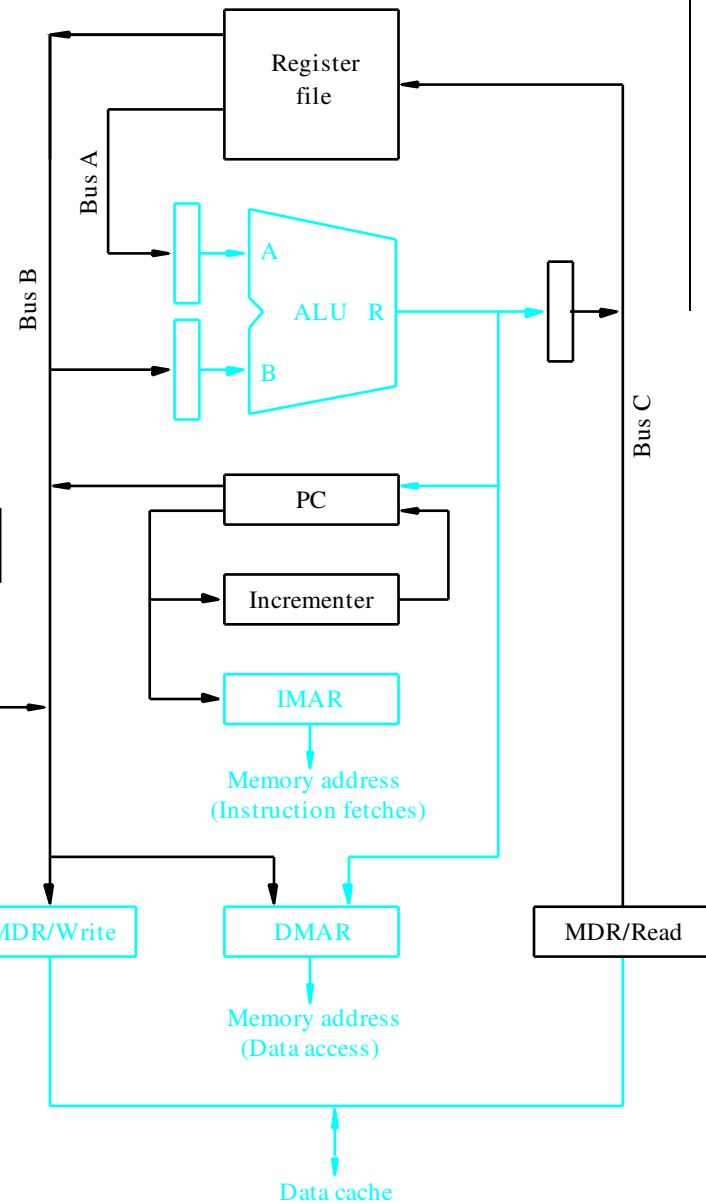 Register
file
Bus A
A
Bus B
ALU R
B
Bus C
PC
Incrementer
IMAR
Memory address
(Instruction fetches)
MDR/Write
DMAR
MDR/Read
Memory address
(Data access)
Data cache